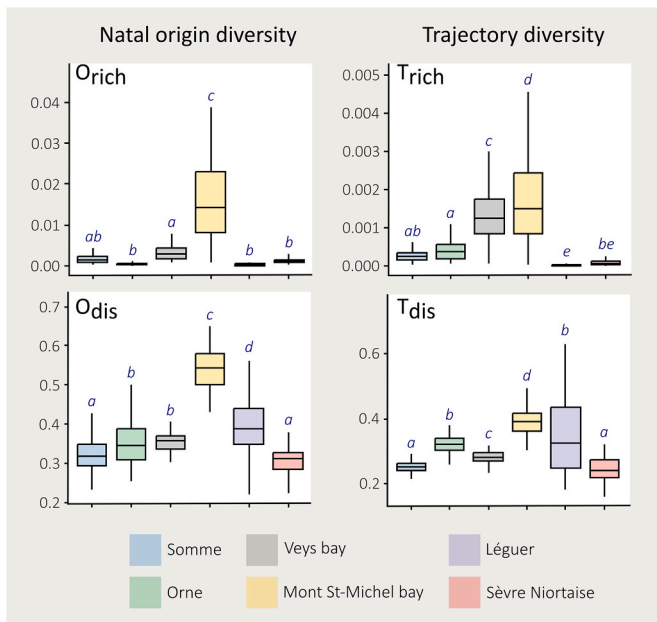 Natal origin diversity
Trajectory diversity
Orich
c
0.04
0.03
0.02
ab
b
a
b
b
0.01
0.00
Trich
d
0.005
c
0.004
0.003
a
ab
0.002
e
be
0.001
0.000
Odis
c
0.7
d
0.6
b
b
0.5
a
a
0.4
0.3
0.2
Tdis
b
0.6
d
b
a
c
a
0.4
0.2
Somme
Veys bay
Léguer
Orne
Mont St-Michel bay
Sèvre Niortaise